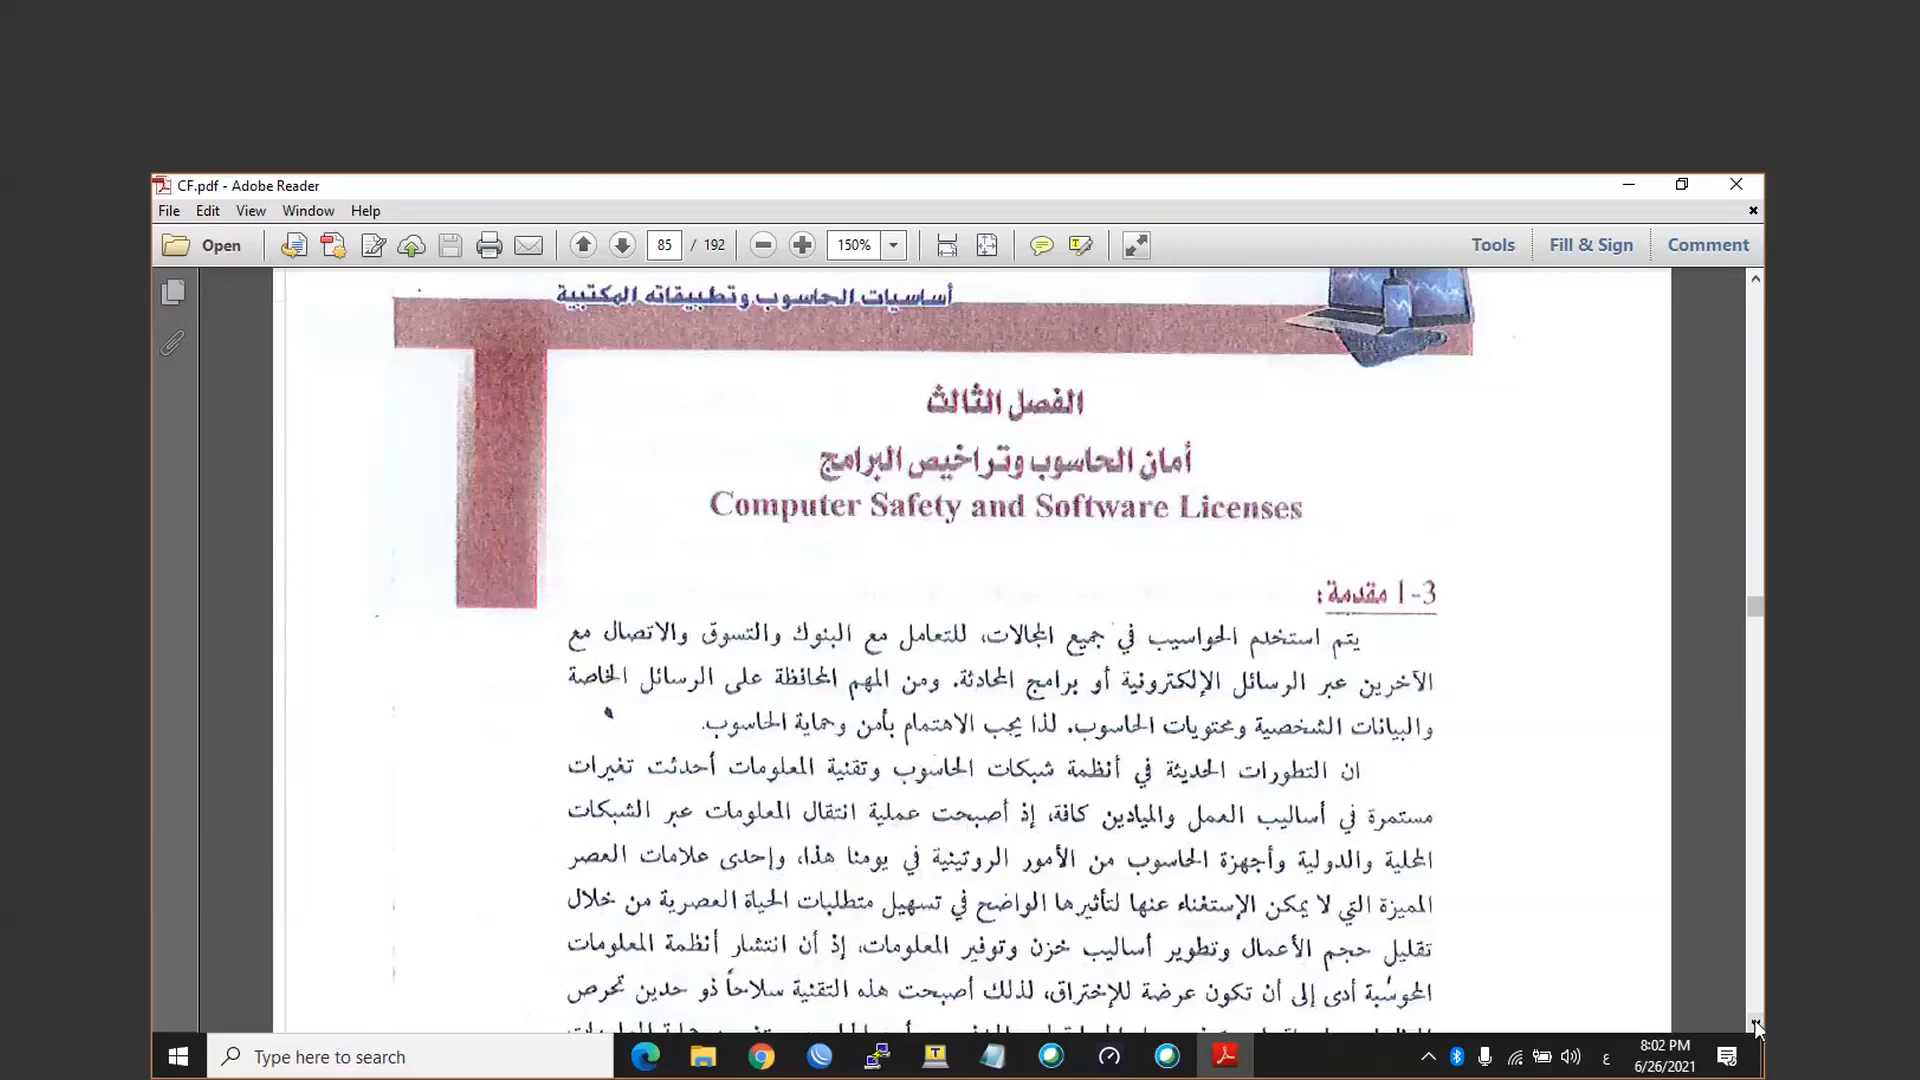 CF.pdf - Adobe Reader
File Edit View Window Help
Open 85 / 192 150% Tools Fill & Sign Comment
أساسيات الحاسوب وتطبيقاته المكتبية
الفصل الثالث
أمان الحاسوب وتراخيص البرامج
Computer Safety and Software Licenses
1-3 مقدمة:
يتم استخدم الحواسيب في جميع المجالات، للتعامل مع البنوك والتسوق والاتصال مع
الآخرين عبر الرسائل الإلكترونية أو برامج المحادثة. ومن المهم المحافظة على الرسائل الخاصة
والبيانات الشخصية ومحتويات الحاسوب. لذا يجب الاهتمام بأمن وحماية الحاسوب.
ان التطورات الحديثة في أنظمة شبكات الحاسوب وتقنية المعلومات أحدثت تغيرات
مستمرة في أساليب العمل والميادين كافة، إذ أصبحت عملية انتقال المعلومات عبر الشبكات
المحلية والدولية وأجهزة الحاسوب من الأمور الروتينية في يومنا هذا، وإحدى علامات العصر
المميزة التي لا يمكن الإستغناء عنها لتأثيرها الواضح في تسهيل متطلبات الحياة العصرية من خلال
تقليل حجم الأعمال وتطوير أساليب خزن وتوفير المعلومات، إذ أن انتشار أنظمة المعلومات
المحوسبة أدى إلى أن تكون عرضة للإختراق، لذلك أصبحت هذه التقنية سلاحاً ذو حدين تحرص
Type here to search
ع
8:02 PM
6/26/2021